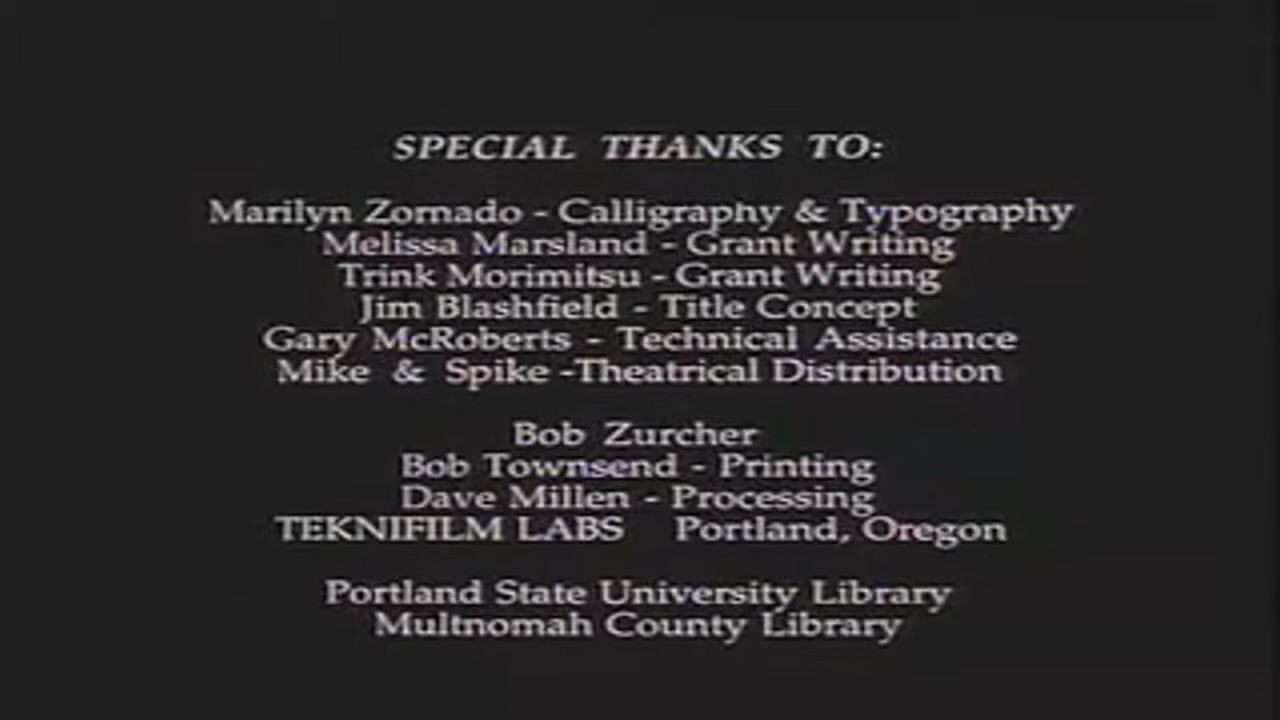 SPECIAL THANKS TO:
Marilyn Zornado - Calligraphy & Typography
Melissa Marsland - Grant Writing
Trink Morimitsu - Grant Writing
Jim Blashfield - Title Concept
Gary McRoberts - Technical Assistance
Mike & Spike -Theatrical Distribution
Bob Zurcher
Bob Townsend - Printing
Dave Millen - Processing
TEKNIFILM LABS Portland, Oregon
Portland State University Library
Multnomah County Library